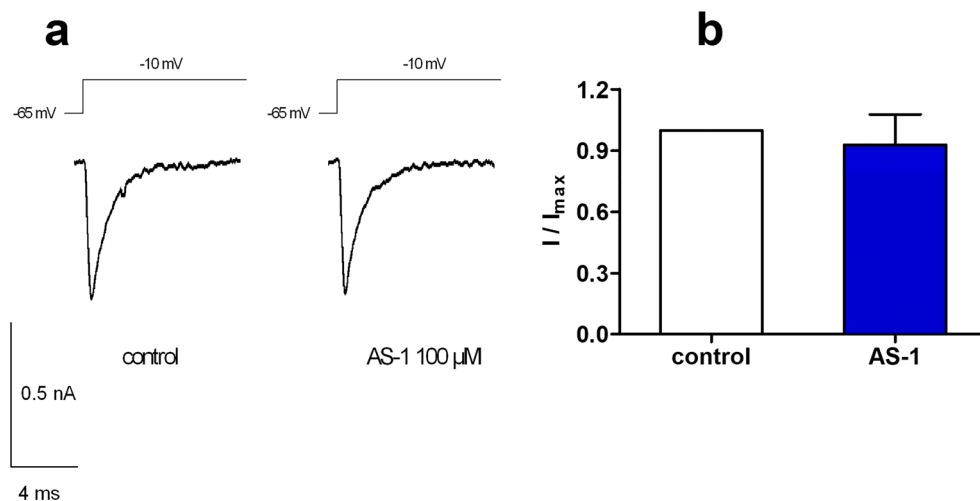 a
-10 mV
-65 mV
-10 mV
-65 mV
control
AS-1 100 µM
0.5 nA
4 ms
b
1.2
0.9
0.6
0.3
0.0
I / Imax
control
AS-1